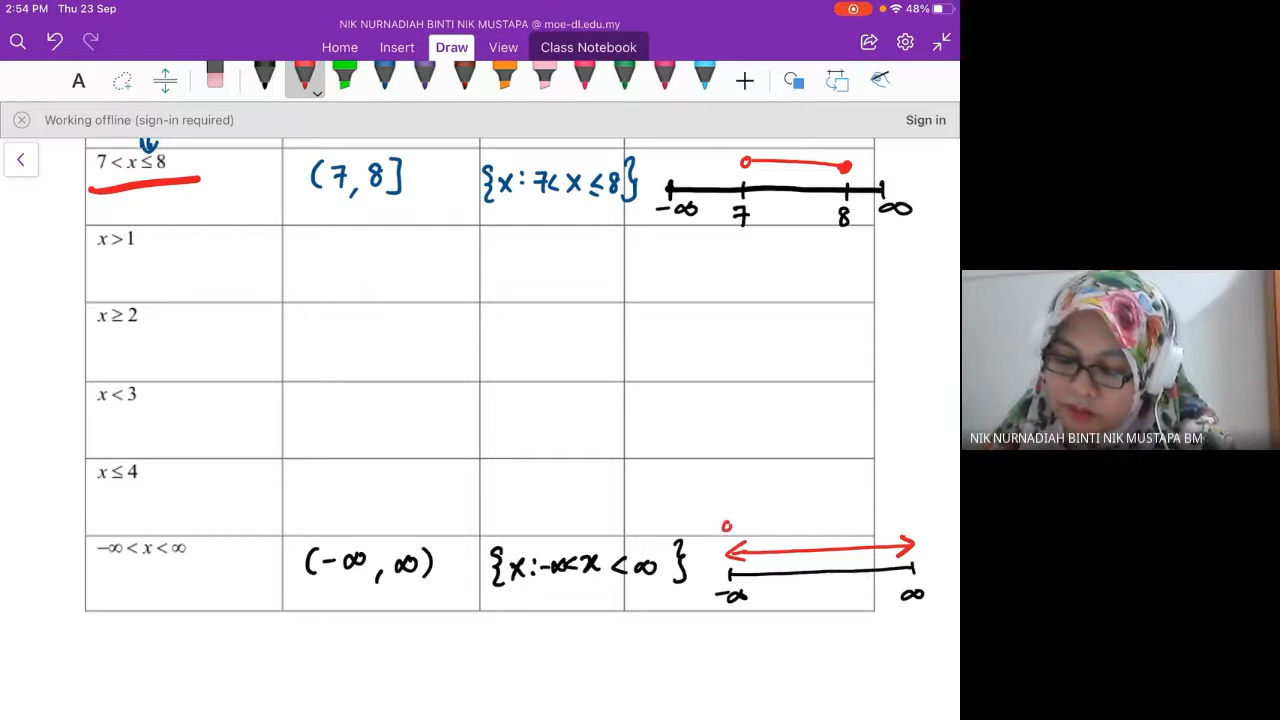 2:54 PM Thu 23 Sep 48%
NIK NURNADIAH BINTI NIK MUSTAPA @ moe-dl.edu.my
Home Insert Draw View Class Notebook
A
Working offline (sign-in required) Sign in
7 < x ≤ 8 (7, 8] {x : 7 < x ≤ 8}
-∞ 7 8 ∞
x > 1
x ≥ 2
x < 3
x ≤ 4
-∞ < x < ∞ (-∞, ∞) {x : -∞ < x < ∞}
-∞ ∞
NIK NURNADIAH BINTI NIK MUSTAPA BM